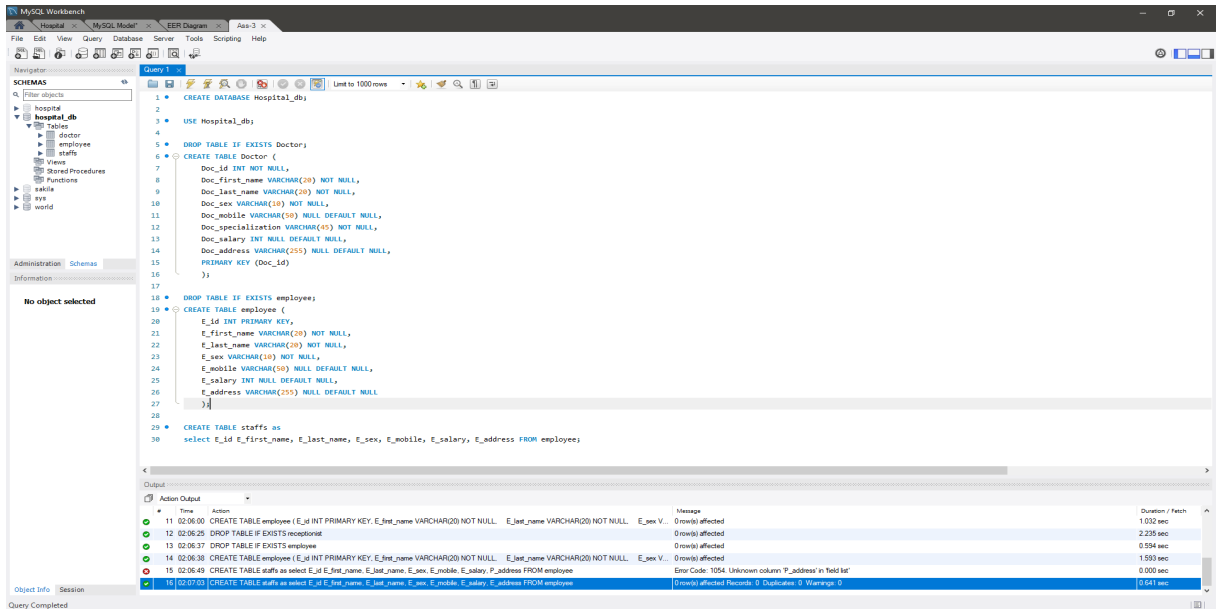 MySQL Workbench
Hospital × MySQL Model* × EER Diagram × Ass-3 ×
File Edit View Query Database Server Tools Scripting Help
Navigator
SCHEMAS
Filter objects
hospital
hospital_db
Tables
doctor
employee
staffs
Views
Stored Procedures
Functions
sakila
sys
world
Administration Schemas
Information
No object selected
Object Info Session
Query Completed
Query 1 ×
Limit to 1000 rows
1 CREATE DATABASE Hospital_db;
2
3 USE Hospital_db;
4
5 DROP TABLE IF EXISTS Doctor;
6 CREATE TABLE Doctor (
7 Doc_id INT NOT NULL,
8 Doc_first_name VARCHAR(20) NOT NULL,
9 Doc_last_name VARCHAR(20) NOT NULL,
10 Doc_sex VARCHAR(10) NOT NULL,
11 Doc_mobile VARCHAR(50) NULL DEFAULT NULL,
12 Doc_specialization VARCHAR(45) NOT NULL,
13 Doc_salary INT NULL DEFAULT NULL,
14 Doc_address VARCHAR(255) NULL DEFAULT NULL,
15 PRIMARY KEY (Doc_id)
16 );
17
18 DROP TABLE IF EXISTS employee;
19 CREATE TABLE employee (
20 E_id INT PRIMARY KEY,
21 E_first_name VARCHAR(20) NOT NULL,
22 E_last_name VARCHAR(20) NOT NULL,
23 E_sex VARCHAR(10) NOT NULL,
24 E_mobile VARCHAR(50) NULL DEFAULT NULL,
25 E_salary INT NULL DEFAULT NULL,
26 E_address VARCHAR(255) NULL DEFAULT NULL
27 );
28
29 CREATE TABLE staffs as
30 select E_id E_first_name, E_last_name, E_sex, E_mobile, E_salary, E_address FROM employee;
Output
Action Output
# Time Action Message Duration / Fetch
11 02:06:00 CREATE TABLE employee ( E_id INT PRIMARY KEY, E_first_name VARCHAR(20) NOT NULL, E_last_name VARCHAR(20) NOT NULL, E_sex V... 0 row(s) affected 1.032 sec
12 02:06:25 DROP TABLE IF EXISTS receptionist 0 row(s) affected 2.235 sec
13 02:06:37 DROP TABLE IF EXISTS employee 0 row(s) affected 0.594 sec
14 02:06:38 CREATE TABLE employee ( E_id INT PRIMARY KEY, E_first_name VARCHAR(20) NOT NULL, E_last_name VARCHAR(20) NOT NULL, E_sex V... 0 row(s) affected 1.078 sec
15 02:06:49 CREATE TABLE staffs as select E_id E_first_name, E_last_name, E_sex, E_mobile, E_salary, P_address FROM employee Error Code: 1054. Unknown column 'P_address' in 'field list' 0.000 sec
16 02:07:03 CREATE TABLE staffs as select E_id E_first_name, E_last_name, E_sex, E_mobile, E_salary, E_address FROM employee 0 row(s) affected Records: 0 Duplicates: 0 Warnings: 0 0.641 sec